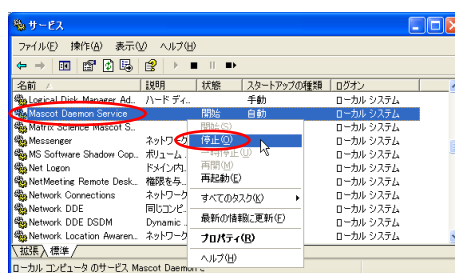 サービス
ファイル(F) 操作(A) 表示(V) ヘルプ(H)
名前 説明 状態 スタートアップの種類 ログオン
Logical Disk Manager Ad... ハード ディ... 手動 ローカル システム
Mascot Daemon Service 開始 自動 ローカル システム
Matrix Science Mascot S... ローカル システム
Messenger ネットワーク ローカル システム
MS Software Shadow Cop... ボリューム ローカル システム
Net Logon ドメイン内. ローカル システム
NetMeeting Remote Desk... 権限を与.. ローカル システム
Network Connections ネットワーク ローカル システム
Network DDE 同じコンピ.. ローカル システム
Network DDE DSDM Dynamic .. ローカル システム
Network Location Awaren... ネットワーク ローカル システム
開始(S)
停止(O)
一時停止(U)
再開(M)
再起動(E)
すべてのタスク(K)
最新の情報に更新(F)
プロパティ(R)
ヘルプ(H)
拡張 標準
ローカル コンピュータ のサービス Mascot Daemon